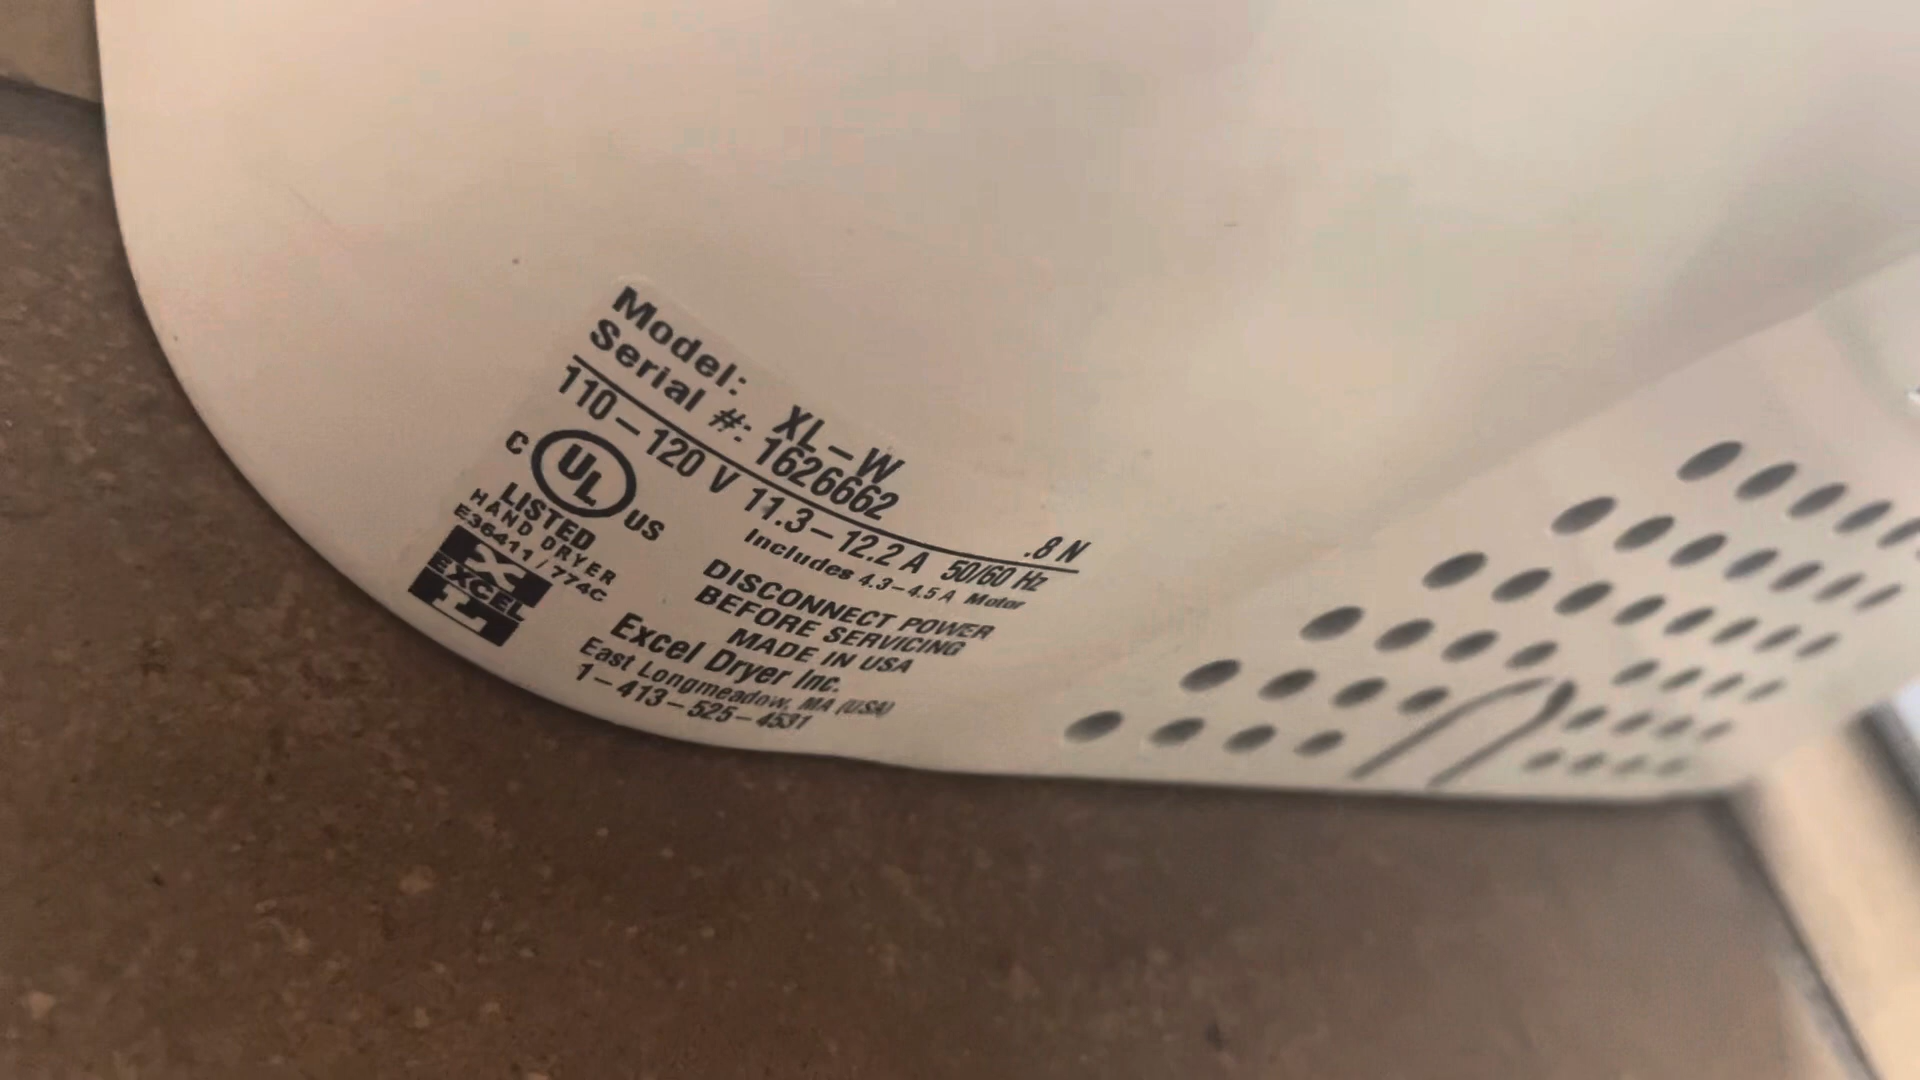 Model: XL-W
Serial #: 1626662 .8 N
110-120 V 11.3-12.2 A 50/60 Hz
Includes 4.3-4.5 A Motor
C UL US
LISTED
HAND DRYER
E36411/774C
EXCEL
DISCONNECT POWER
BEFORE SERVICING
MADE IN USA
Excel Dryer Inc.
East Longmeadow, MA (USA)
1-413-525-4531